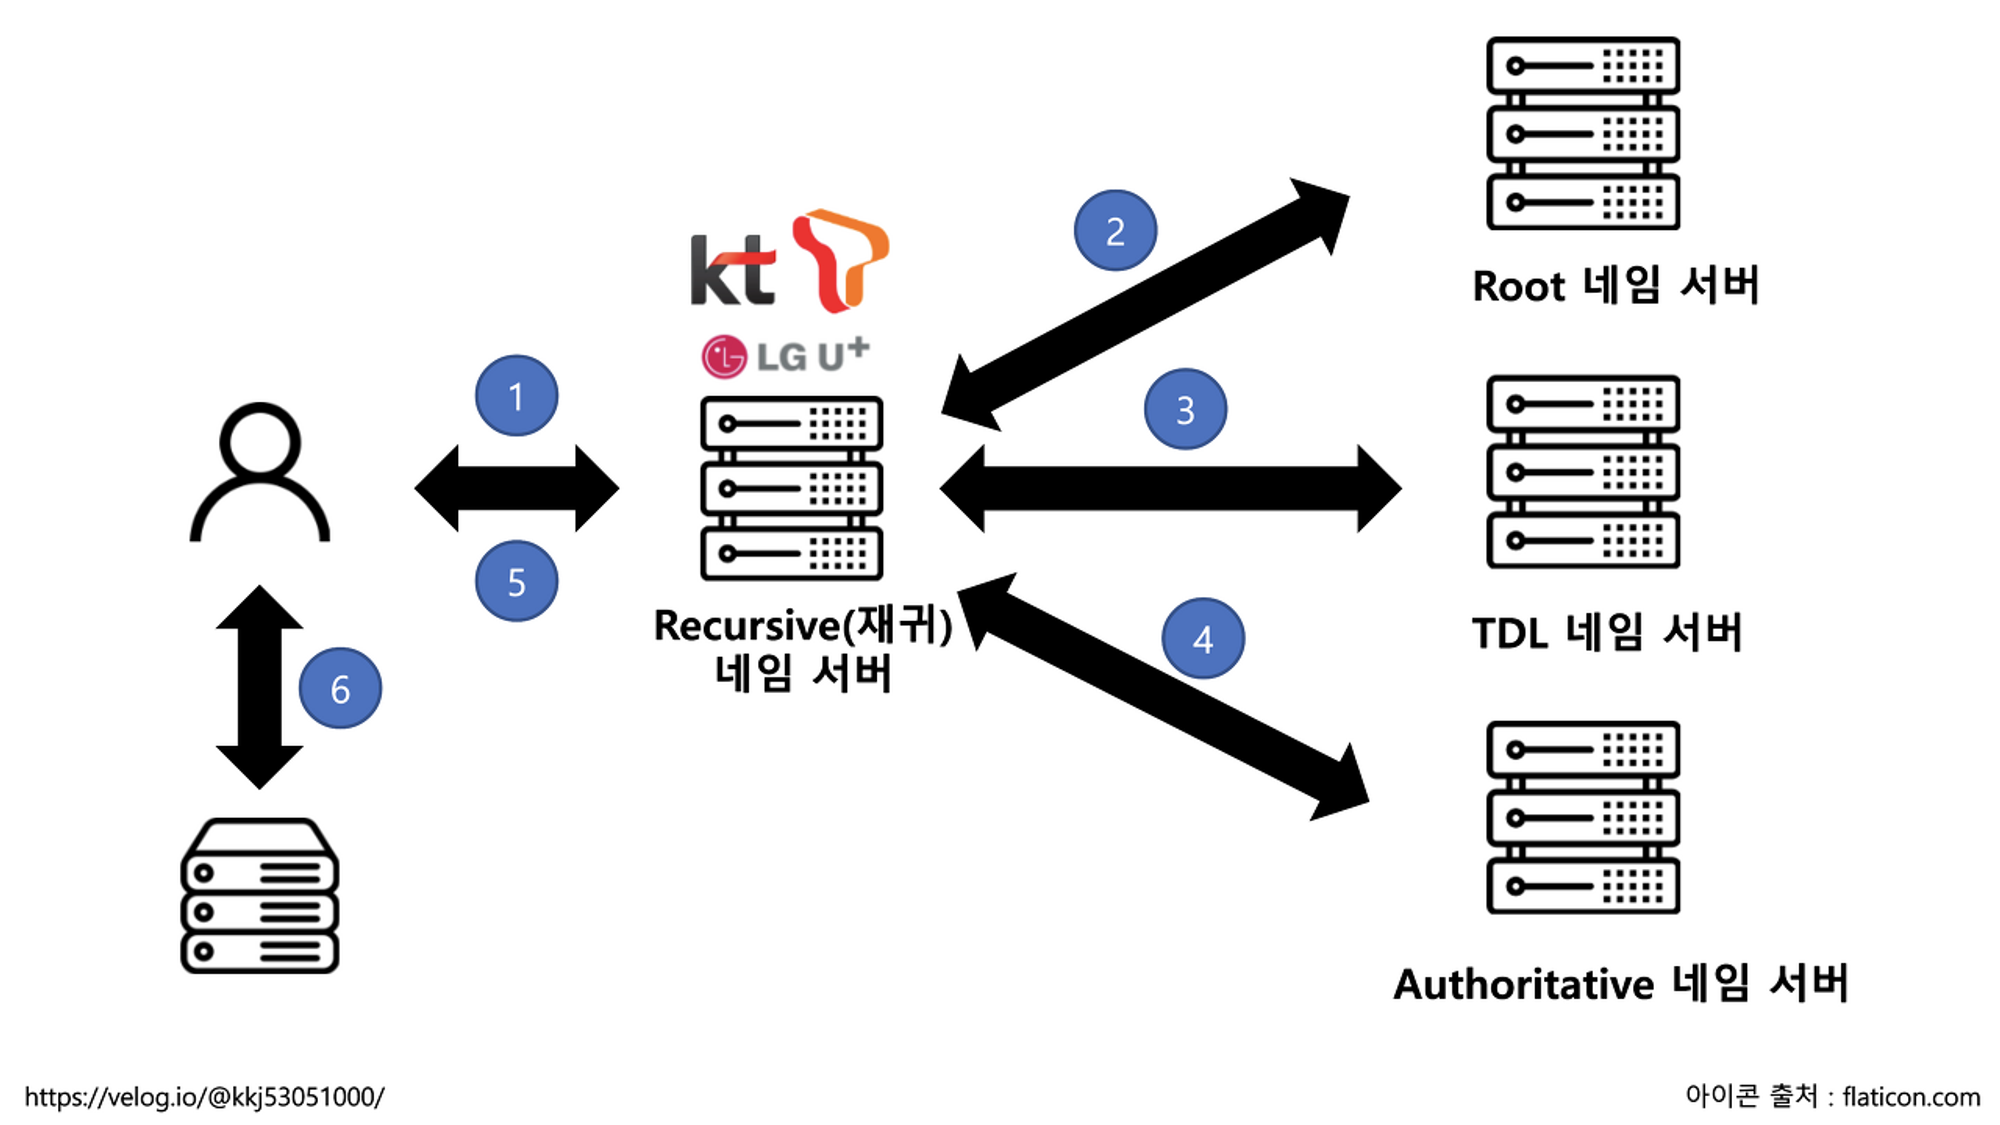 kt
LG U+
1
2
3
4
5
6
Recursive(재귀)
네임 서버
Root 네임 서버
TDL 네임 서버
Authoritative 네임 서버
https://velog.io/@kkj53051000/
아이콘 출처 : flaticon.com